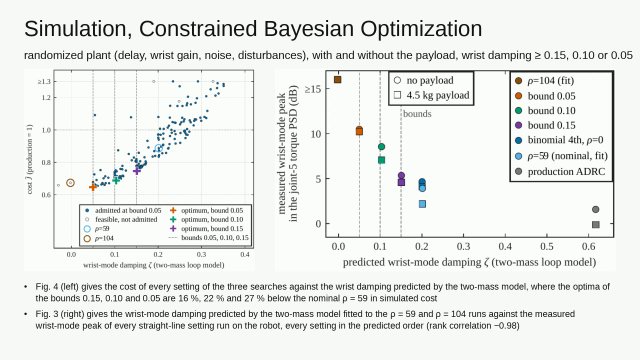 Simulation, Constrained Bayesian Optimization
randomized plant (delay, wrist gain, noise, disturbances), with and without the payload, wrist damping ≥ 0.15, 0.10 or 0.05
≥1.3
1.2
1.0
0.8
0.6
cost J̄ (production = 1)
admitted at bound 0.05
feasible, not admitted
ρ=59
ρ=104
optimum, bound 0.05
optimum, bound 0.10
optimum, bound 0.15
bounds 0.05, 0.10, 0.15
0.0 0.1 0.2 0.3 0.4
wrist-mode damping ζ (two-mass loop model)
≥15
10
5
0
measured wrist-mode peak
in the joint-5 torque PSD (dB)
no payload
4.5 kg payload
bounds
ρ=104 (fit)
bound 0.05
bound 0.10
bound 0.15
binomial 4th, ρ=0
ρ=59 (nominal, fit)
production ADRC
0.0 0.1 0.2 0.3 0.4 0.5 0.6
predicted wrist-mode damping ζ (two-mass loop model)
• Fig. 4 (left) gives the cost of every setting of the three searches against the wrist damping predicted by the two-mass model, where the optima of
the bounds 0.15, 0.10 and 0.05 are 16 %, 22 % and 27 % below the nominal ρ = 59 in simulated cost
• Fig. 3 (right) gives the wrist-mode damping predicted by the two-mass model fitted to the ρ = 59 and ρ = 104 runs against the measured
wrist-mode peak of every straight-line setting run on the robot, every setting in the predicted order (rank correlation −0.98)